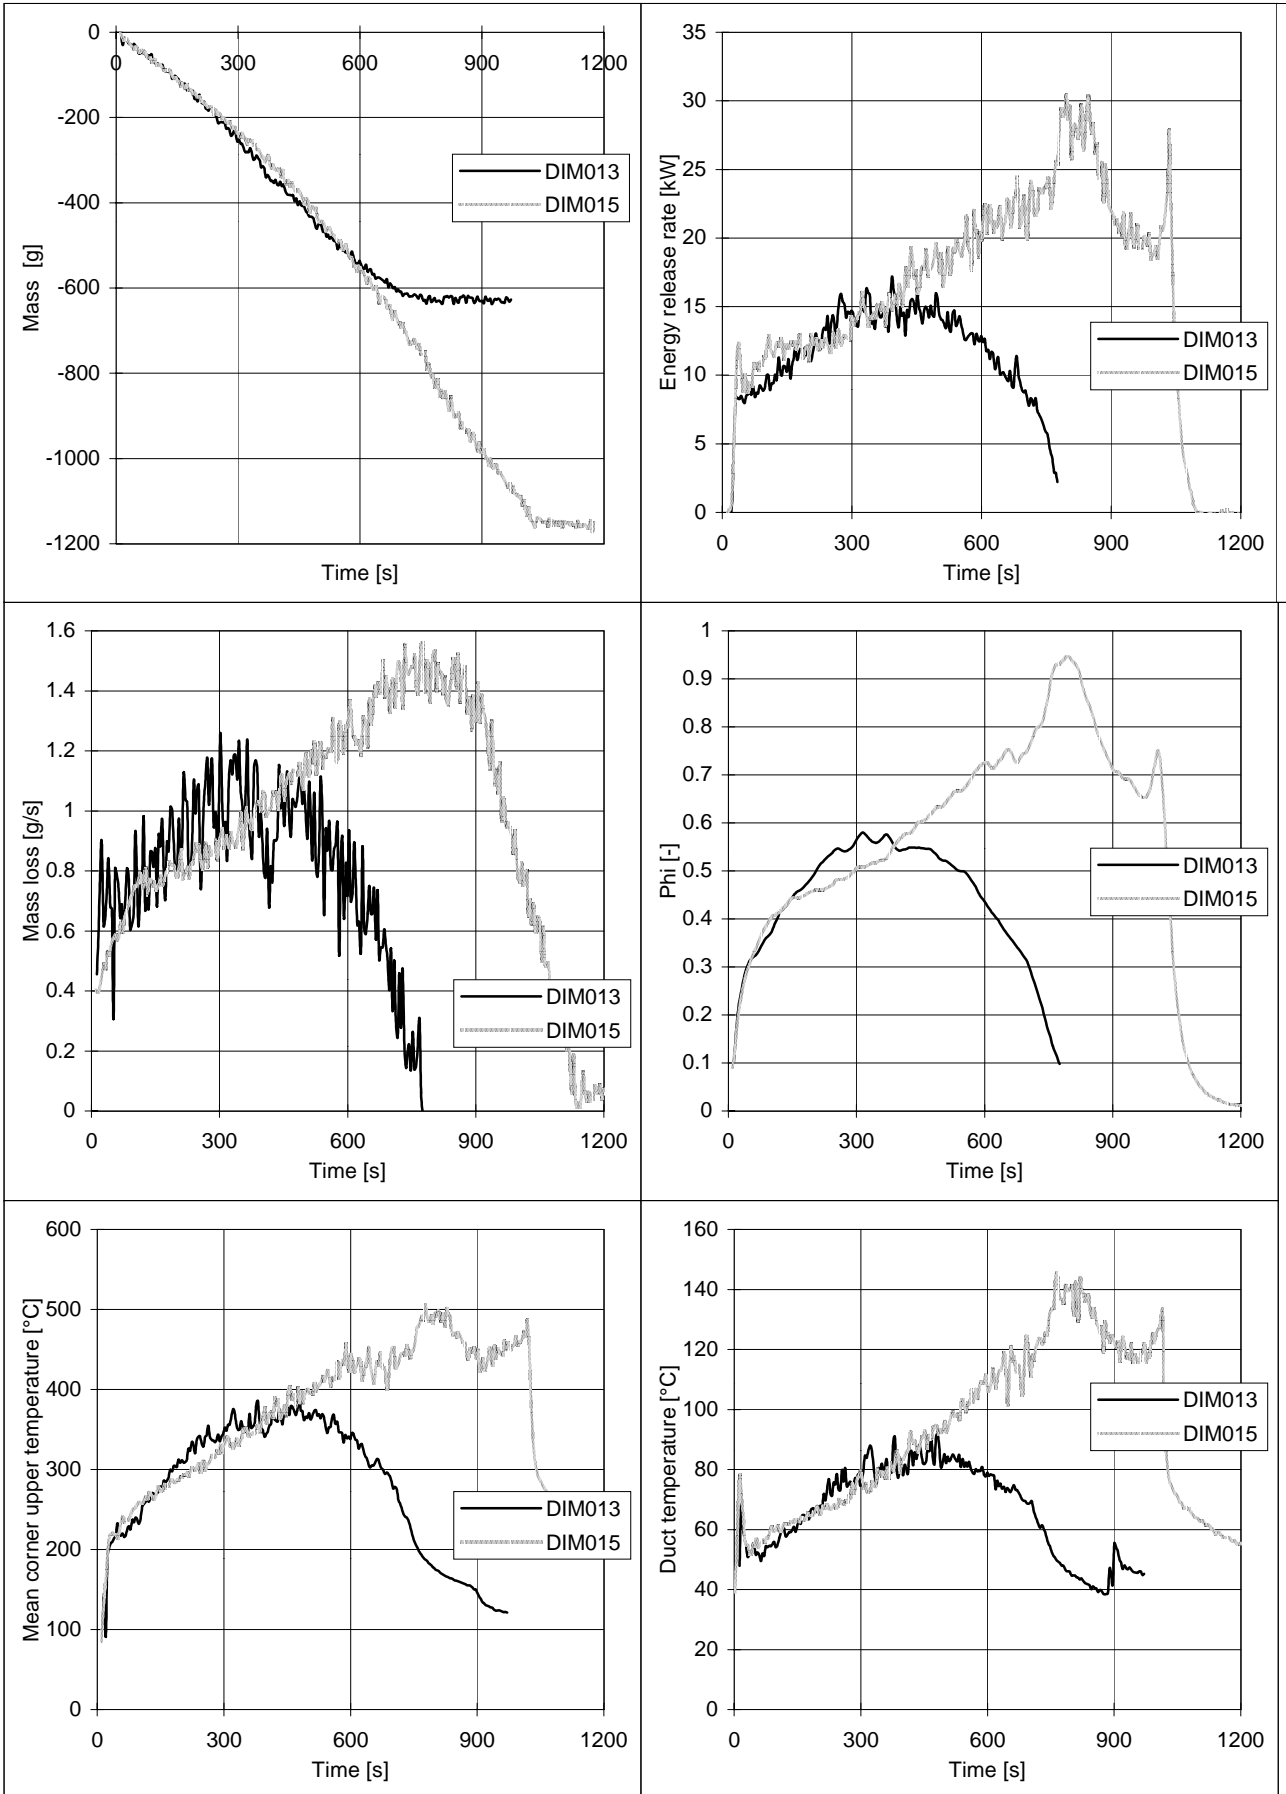 0
-200
-400
-600
-800
-1000
-1200
0 300 600 900 1200
Mass [g]
Time [s]
DIM013
DIM015
35
30
25
20
15
10
5
0
0 300 600 900 1200
Energy release rate [kW]
Time [s]
DIM013
DIM015
1.6
1.4
1.2
1
0.8
0.6
0.4
0.2
0
0 300 600 900 1200
Mass loss [g/s]
Time [s]
DIM013
DIM015
1
0.9
0.8
0.7
0.6
0.5
0.4
0.3
0.2
0.1
0
0 300 600 900 1200
Phi [-]
Time [s]
DIM013
DIM015
600
500
400
300
200
100
0
0 300 600 900 1200
Mean corner upper temperature [°C]
Time [s]
DIM013
DIM015
160
140
120
100
80
60
40
20
0
0 300 600 900 1200
Duct temperature [°C]
Time [s]
DIM013
DIM015